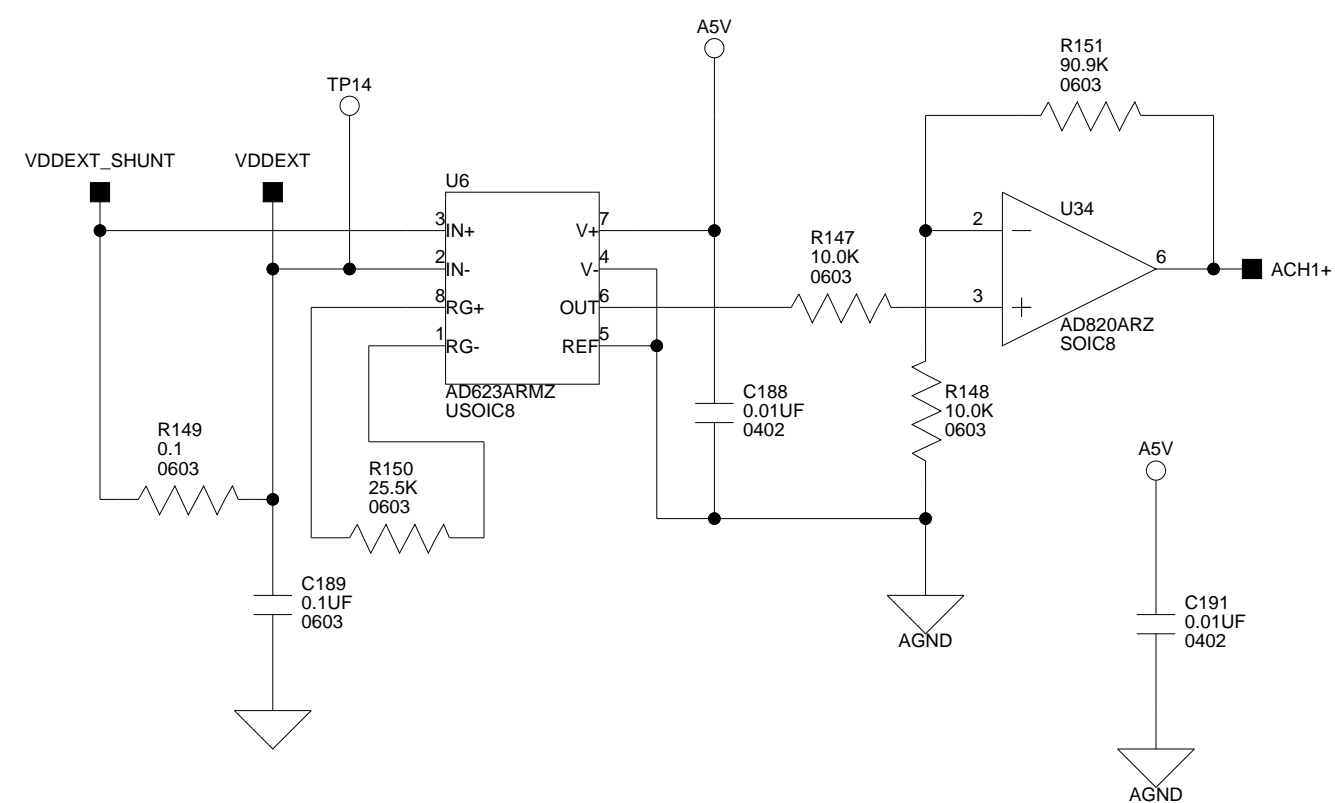 A5V
R151
90.9K
0603
TP14
VDDEXT_SHUNT
VDDEXT
U6
3
IN+
V+
7
2
IN-
V-
4
8
RG+
OUT
6
1
RG-
REF
5
AD623ARMZ
USOIC8
R147
10.0K
0603
U34
2
3
6
ACH1+
AD820ARZ
SOIC8
C188
0.01UF
0402
R148
10.0K
0603
R149
0.1
0603
R150
25.5K
0603
A5V
C189
0.1UF
0603
AGND
C191
0.01UF
0402
AGND